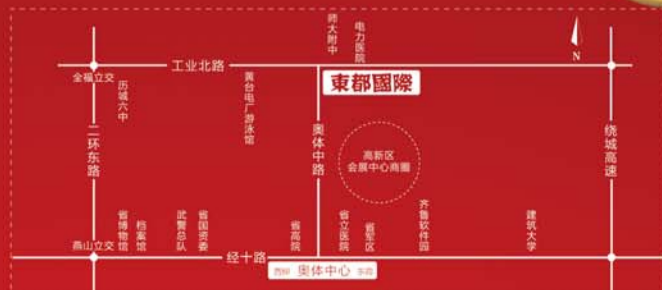 师大附中
电力医院
N
全福立交
工业北路
历城六中
黄台电厂游泳馆
東都國際
二环东路
奥体中路
高新区
会展中心商圈
绕城高速
省博物馆
档案馆
武警总队
省国资委
省高院
省立医院
省军区
齐鲁软件园
建筑大学
燕山立交
经十路
西柳 奥体中心 东荷